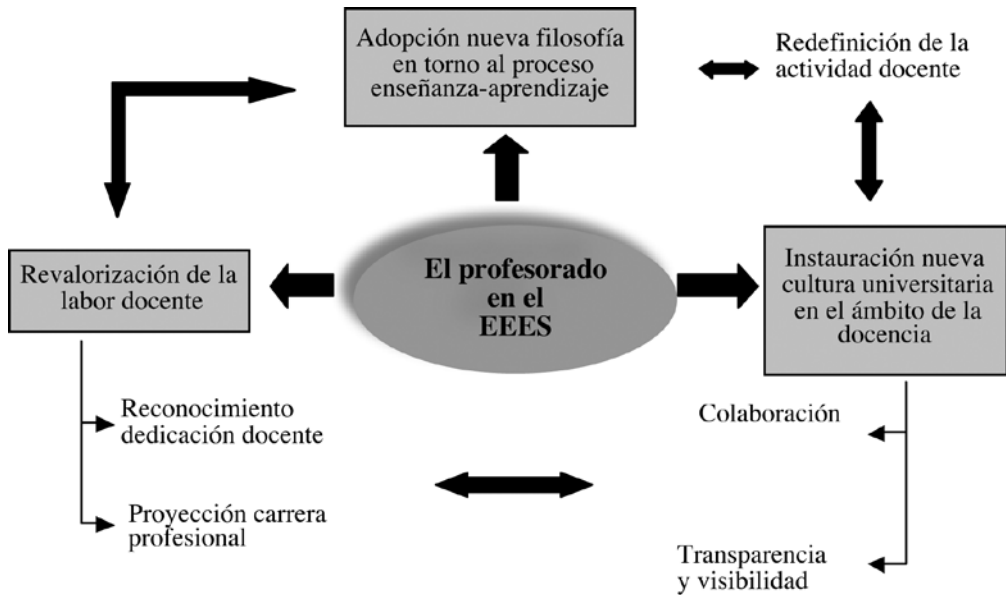 Adopción nueva filosofía
en torno al proceso
enseñanza-aprendizaje
Redefinición de la
actividad docente
Revalorización de la
labor docente
El profesorado
en el
EEES
Instauración nueva
cultura universitaria
en el ámbito de la
docencia
Reconocimiento
dedicación docente
Proyección carrera
profesional
Colaboración
Transparencia
y visibilidad